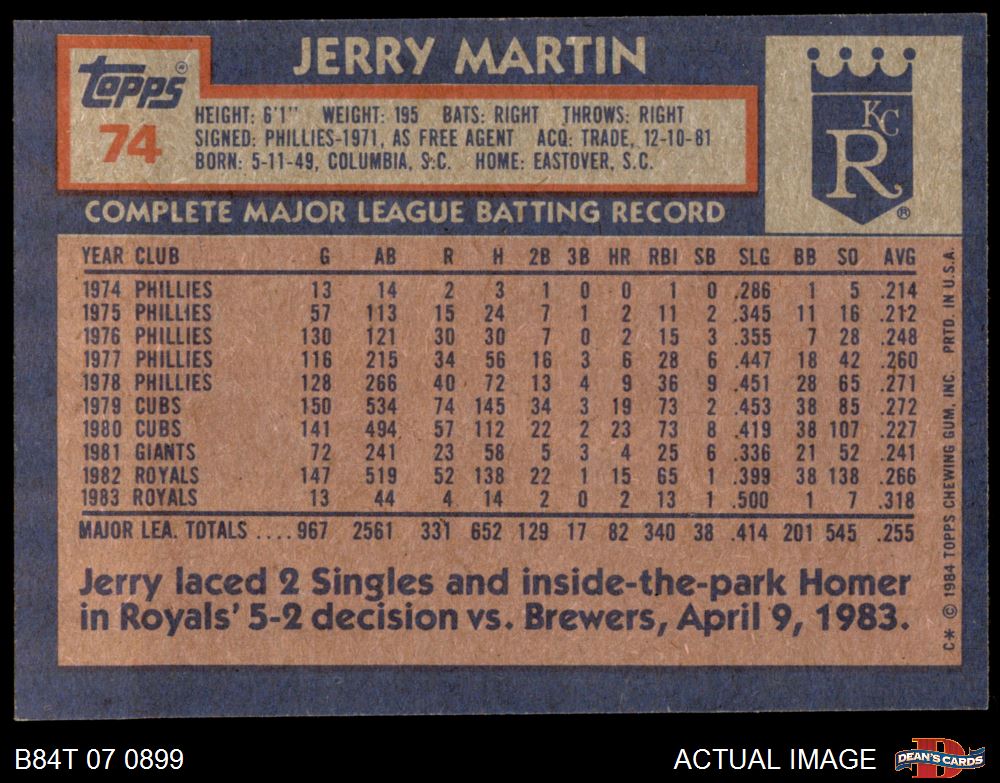 JERRY MARTIN
Topps®
74
HEIGHT: 6'1" WEIGHT: 195 BATS: RIGHT THROWS: RIGHT
SIGNED: PHILLIES-1971, AS FREE AGENT ACQ: TRADE, 12-10-81
BORN: 5-11-49, COLUMBIA, S.C. HOME: EASTOVER, S.C.
KC
R
®
COMPLETE MAJOR LEAGUE BATTING RECORD
YEAR CLUB G AB R H 2B 3B HR RBI SB SLG BB SO AVG
1974 PHILLIES 13 14 2 3 1 0 0 1 0 .286 1 5 .214
1975 PHILLIES 57 113 15 24 7 1 2 11 2 .345 11 16 .212
1976 PHILLIES 130 121 30 30 7 0 2 15 3 .355 7 28 .248
1977 PHILLIES 116 215 34 56 16 3 6 28 6 .447 18 42 .260
1978 PHILLIES 128 266 40 72 13 4 9 36 9 .451 28 65 .271
1979 CUBS 150 534 74 145 34 3 19 73 2 .453 38 85 .272
1980 CUBS 141 494 57 112 22 2 23 73 8 .419 38 107 .227
1981 GIANTS 72 241 23 58 5 3 4 25 6 .336 21 52 .241
1982 ROYALS 147 519 52 138 22 1 15 65 1 .399 38 138 .266
1983 ROYALS 13 44 4 14 2 0 2 13 1 .500 1 7 .318
MAJOR LEA. TOTALS ....967 2561 331 652 129 17 82 340 38 .414 201 545 .255
Jerry laced 2 Singles and inside-the-park Homer
in Royals' 5-2 decision vs. Brewers, April 9, 1983.
C* © 1984 TOPPS CHEWING GUM, INC. PRTD. IN U.S.A.
B84T 07 0899
ACTUAL IMAGE
D
DEAN'S CARDS